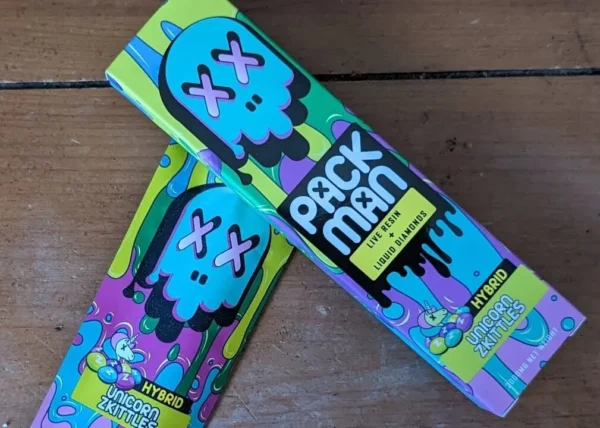 PACK
MAN
LIVE RESIN
+
LIQUID DIAMONDS
HYBRID
UNICORN
ZKITTLES
HYBRID
UNICORN
ZKITTLES